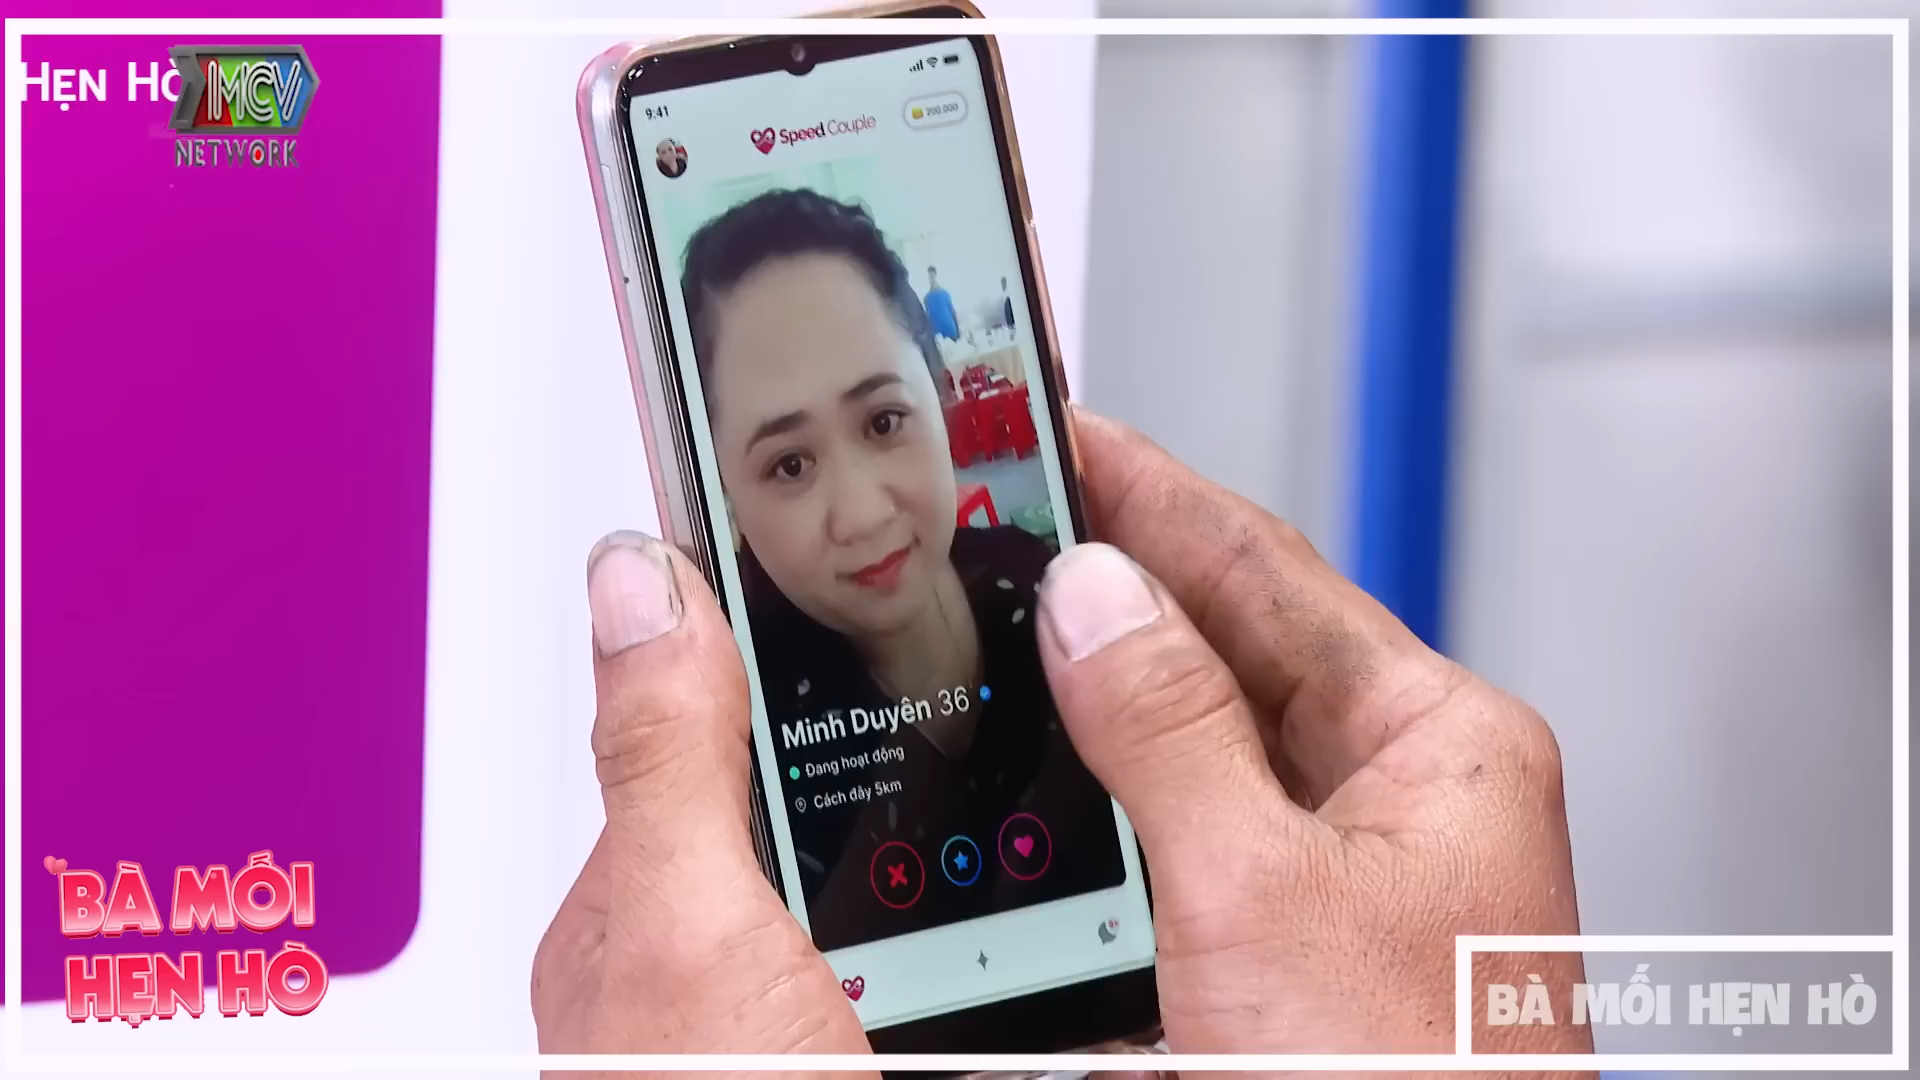 HẸN HÒ
MCV
NETWORK
9:41
Speed Couple
200,000
Minh Duyên 36
Đang hoạt động
Cách đây 5km
BÀ MỐI
HẸN HÒ
BÀ MỐI HẸN HÒ